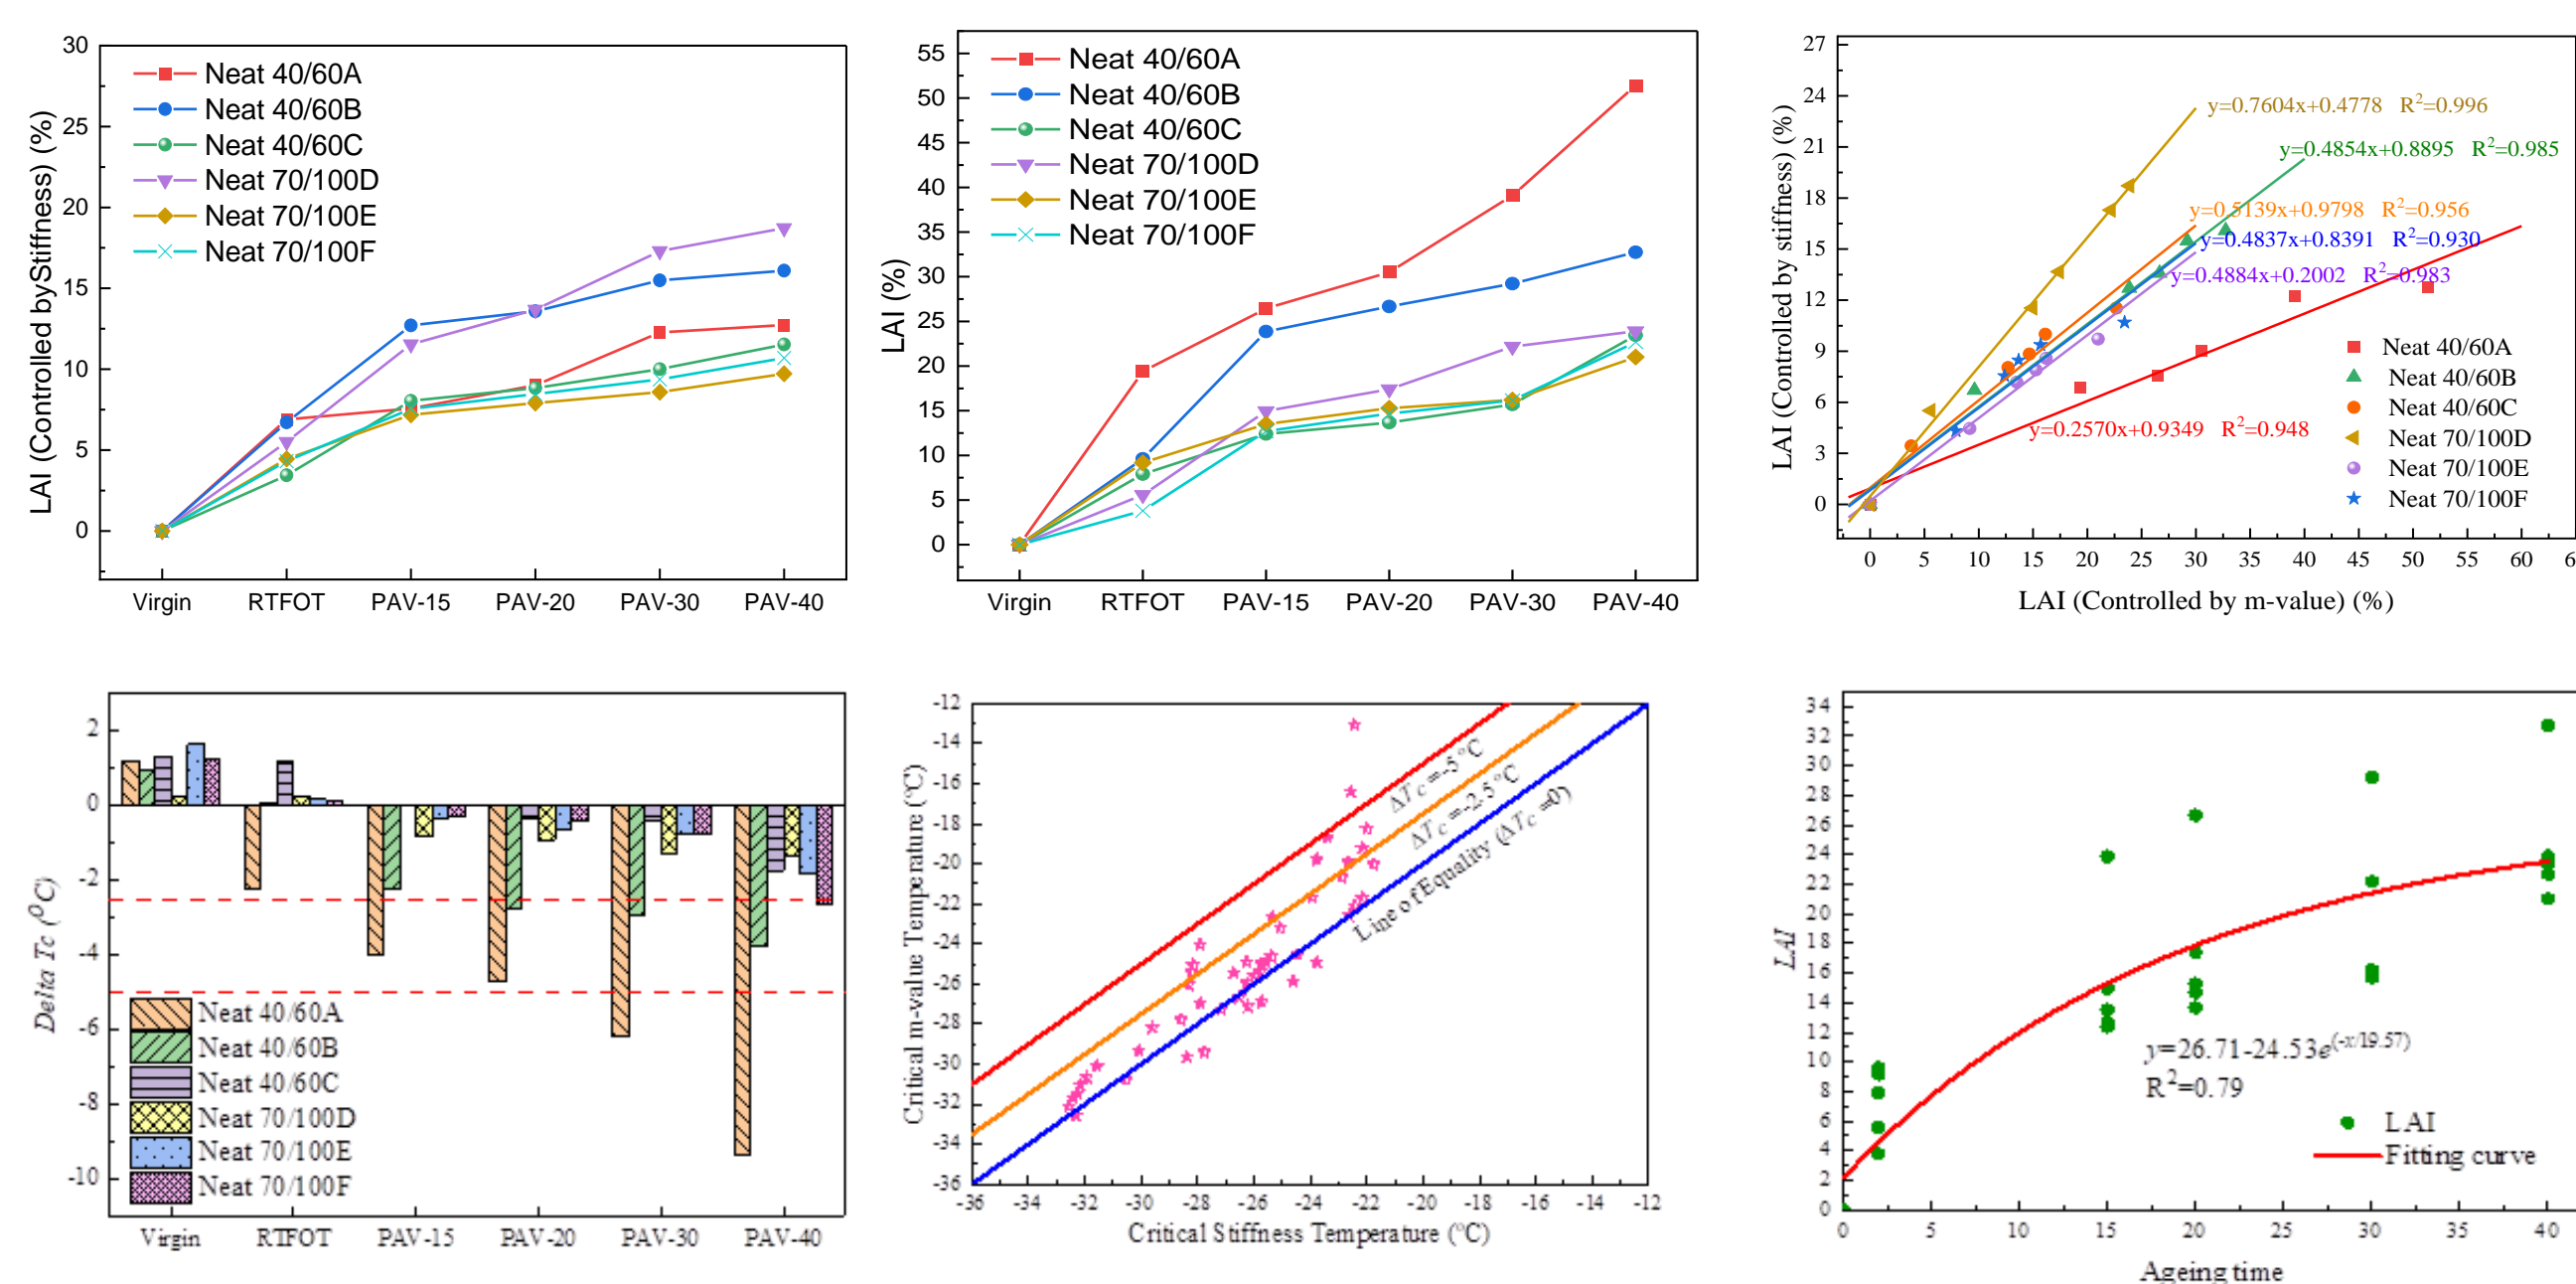 30
25
20
15
10
5
0
LAI (Controlled byStiffness) (%)
Neat 40/60A
Neat 40/60B
Neat 40/60C
Neat 70/100D
Neat 70/100E
Neat 70/100F
Virgin RTFOT PAV-15 PAV-20 PAV-30 PAV-40
55
50
45
40
35
30
25
20
15
10
5
0
LAI (%)
Neat 40/60A
Neat 40/60B
Neat 40/60C
Neat 70/100D
Neat 70/100E
Neat 70/100F
Virgin RTFOT PAV-15 PAV-20 PAV-30 PAV-40
27
24
21
18
15
12
9
6
3
0
LAI (Controlled by stiffness) (%)
y=0.7604x+0.4778 R²=0.996
y=0.4854x+0.8895 R²=0.985
y=0.5139x+0.9798 R²=0.956
y=0.4837x+0.8391 R²=0.930
y=0.4884x+0.2002 R²=0.983
y=0.2570x+0.9349 R²=0.948
Neat 40/60A
Neat 40/60B
Neat 40/60C
Neat 70/100D
Neat 70/100E
Neat 70/100F
0 5 10 15 20 25 30 35 40 45 50 55 60 6
LAI (Controlled by m-value) (%)
2
0
-2
-4
-6
-8
-10
Delta Tc (⁰C)
Neat 40/60A
Neat 40/60B
Neat 40/60C
Neat 70/100D
Neat 70/100E
Neat 70/100F
Virgin RTFOT PAV-15 PAV-20 PAV-30 PAV-40
-12
-14
-16
-18
-20
-22
-24
-26
-28
-30
-32
-34
-36
Critical m-value Temperature (°C)
ΔTC=-5°C
ΔTC=-2.5°C
Line of Equality (ΔTC=0)
-36 -34 -32 -30 -28 -26 -24 -22 -20 -18 -16 -14 -12
Critical Stiffness Temperature (°C)
34
32
30
28
26
24
22
20
18
16
14
12
10
8
6
4
2
0
LAI
y=26.71-24.53e(-x/19.57)
R²=0.79
LAI
Fitting curve
0 5 10 15 20 25 30 35 40
Ageing time